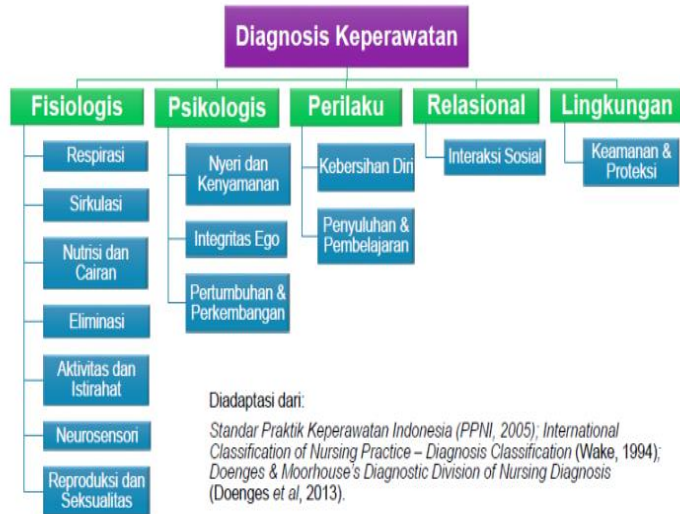 Diagnosis Keperawatan
Fisiologis
Psikologis
Perilaku
Relasional
Lingkungan
Respirasi
Sirkulasi
Nutrisi dan
Cairan
Eliminasi
Aktivitas dan
Istirahat
Neurosensori
Reproduksi dan
Seksualitas
Nyeri dan
Kenyamanan
Integritas Ego
Pertumbuhan &
Perkembangan
Kebersihan Diri
Penyuluhan &
Pembelajaran
Interaksi Sosial
Keamanan &
Proteksi
Diadaptasi dari:
Standar Praktik Keperawatan Indonesia (PPNI, 2005); International
Classification of Nursing Practice – Diagnosis Classification (Wake, 1994);
Doenges & Moorhouse's Diagnostic Division of Nursing Diagnosis
(Doenges et al, 2013).